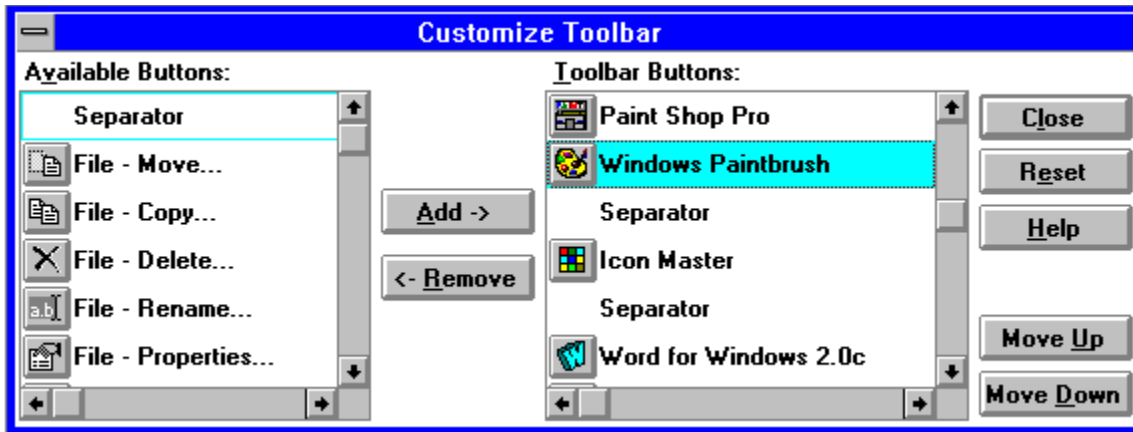 Customize Toolbar
Available Buttons:
Separator
File - Move...
File - Copy...
File - Delete...
a.b File - Rename...
File - Properties...
Add ->
<- Remove
Toolbar Buttons:
Paint Shop Pro
Windows Paintbrush
Separator
Icon Master
Separator
Word for Windows 2.0c
Close
Reset
Help
Move Up
Move Down